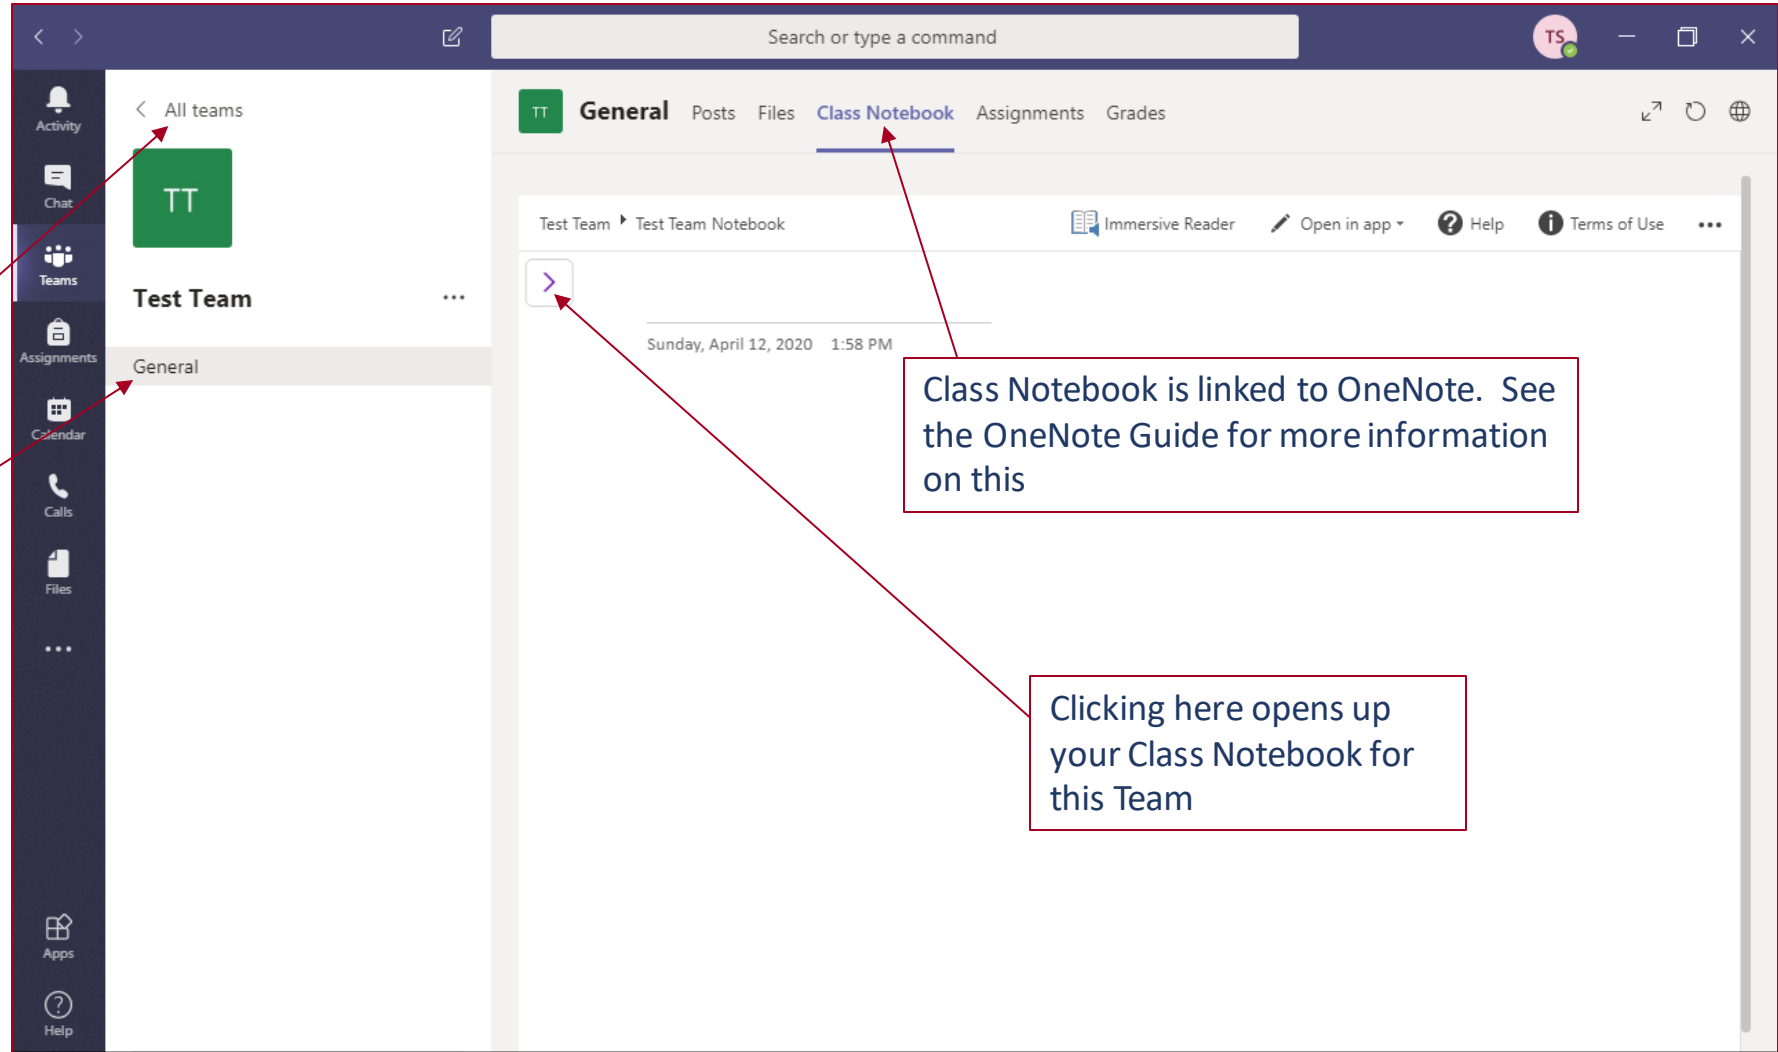 Search or type a command
TS
Activity
Chat
Teams
Assignments
Calendar
Calls
Files
Apps
Help
All teams
TT
Test Team
General
TT
General Posts Files Class Notebook Assignments Grades
Test Team Test Team Notebook
Immersive Reader Open in app Help Terms of Use
Sunday, April 12, 2020 1:58 PM
Class Notebook is linked to OneNote. See
the OneNote Guide for more information
on this
Clicking here opens up
your Class Notebook for
this Team